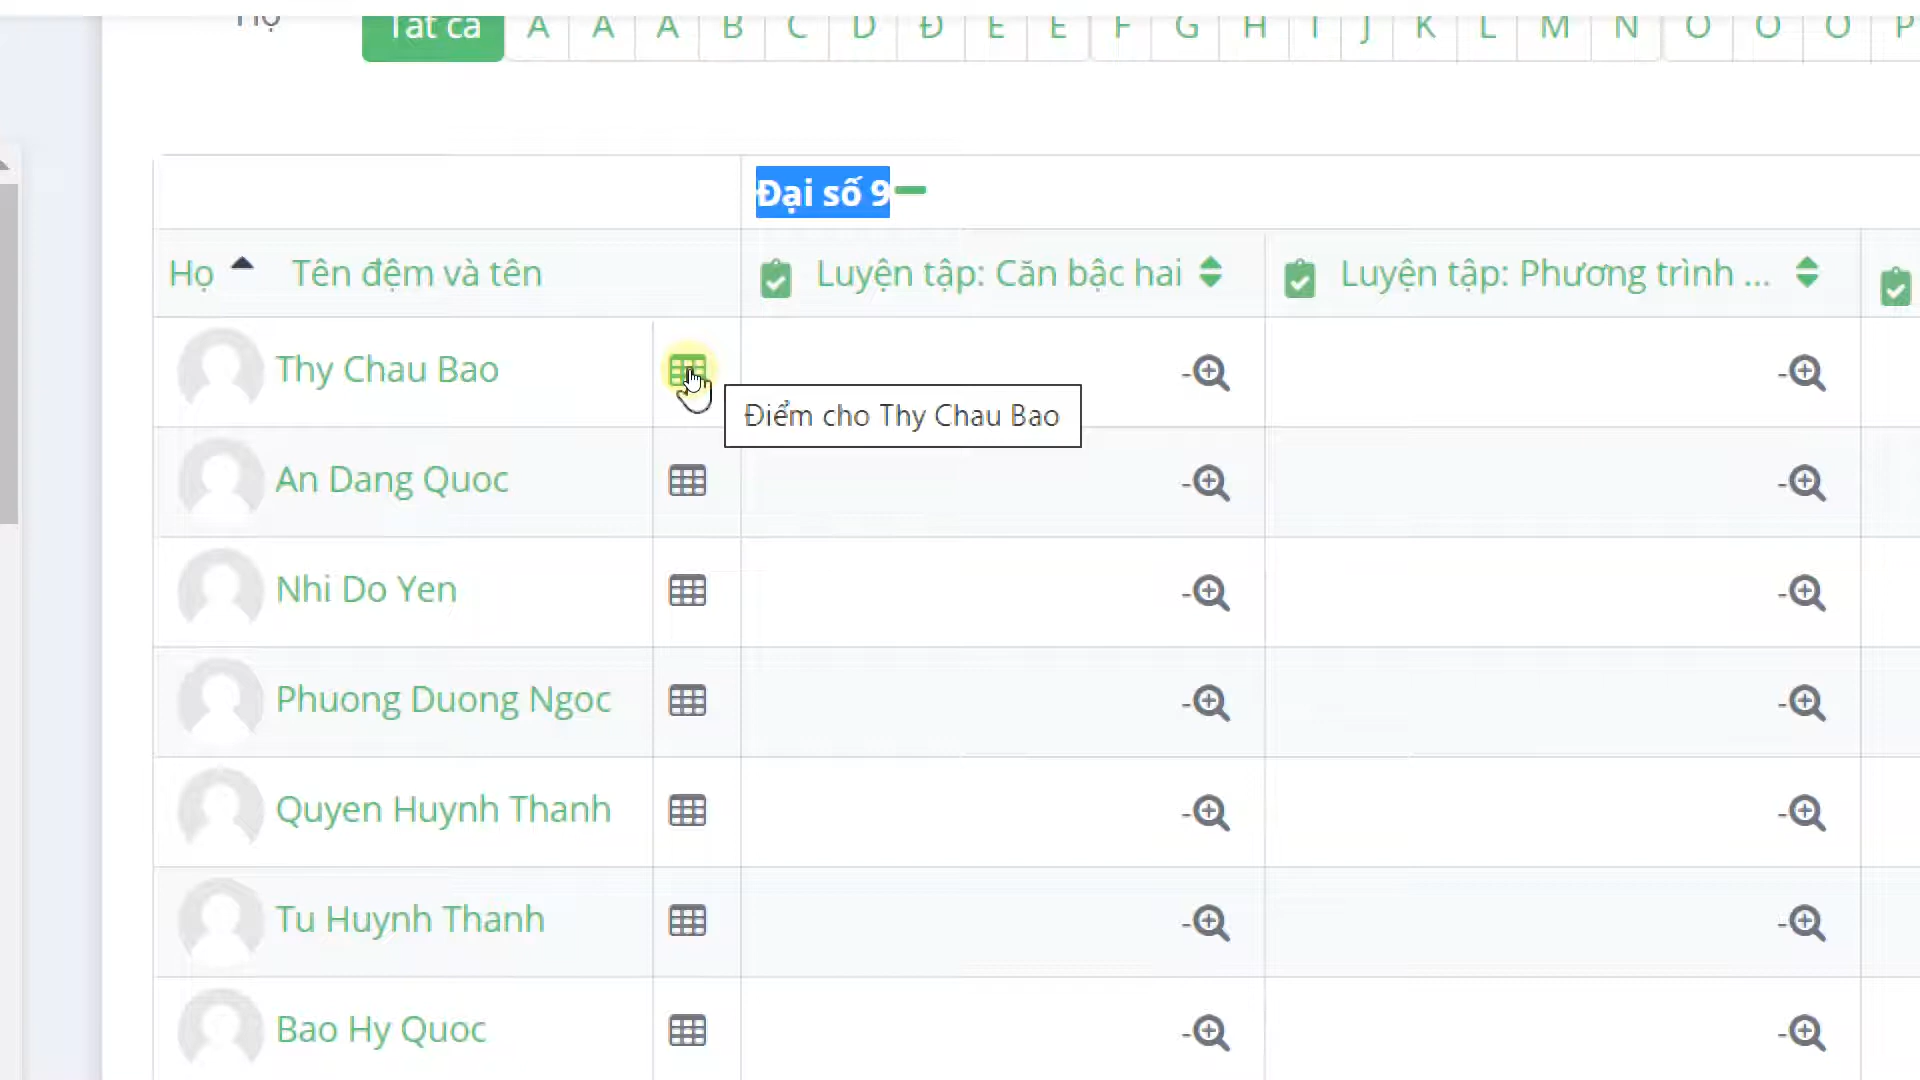 Họ
Tất cả A Ă Â B C D Đ E Ê F G H I J K L M N O Ô Ơ P
Đại số 9
Họ Tên đệm và tên Luyện tập: Căn bậc hai Luyện tập: Phương trình ...
Thy Chau Bao - -
Điểm cho Thy Chau Bao
An Dang Quoc - -
Nhi Do Yen - -
Phuong Duong Ngoc - -
Quyen Huynh Thanh - -
Tu Huynh Thanh - -
Bao Hy Quoc - -